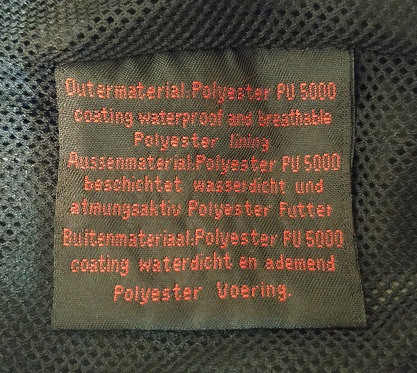 Outermaterial:Polyester PU 5000
coating waterproof and breathable
Polyester lining
Aussenmaterial:Polyester PU 5000
beschichtet wasserdicht und
atmungsaktiv Polyester Futter
Buitenmateriaal:Polyester PU 5000
coating waterdicht en ademend
Polyester Voering.